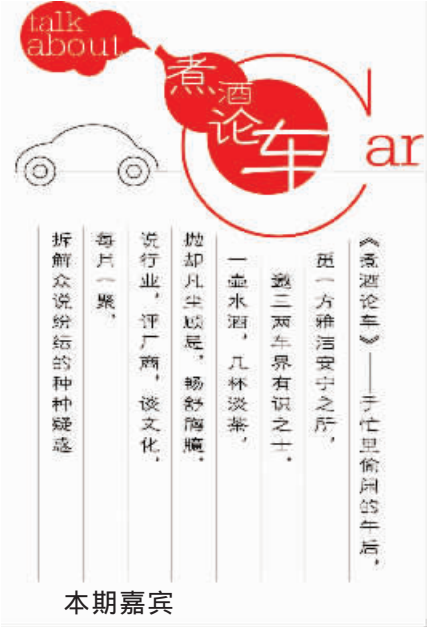 talk
about
煮酒
论车
Car
《煮酒论车》——于忙里偷闲的午后，
觅一方雅洁安宁之所，
邀三两车界有识之士，
一壶水酒，几杯淡茶，
抛却凡尘顾忌，畅舒胸臆，
说行业，评厂商，谈文化，
每月一聚，
拆解众说纷纭的种种疑惑
本期嘉宾